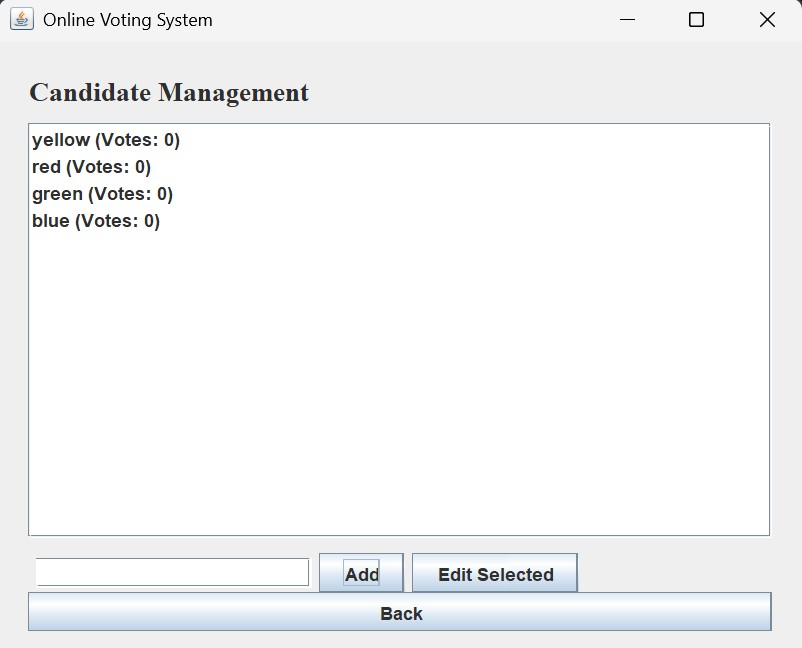 Online Voting System
Candidate Management
yellow (Votes: 0)
red (Votes: 0)
green (Votes: 0)
blue (Votes: 0)
Add Edit Selected
Back